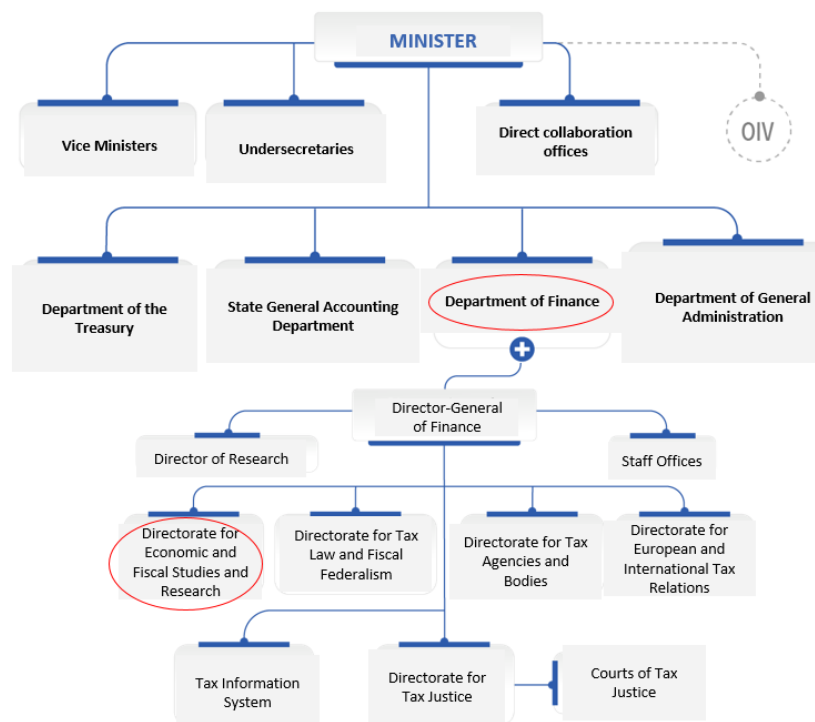 MINISTER
OIV
Vice Ministers
Undersecretaries
Direct collaboration
offices
Department of the
Treasury
State General Accounting
Department
Department of Finance
Department of General
Administration
Director-General
of Finance
Director of Research
Staff Offices
Directorate for
Economic and
Fiscal Studies and
Research
Directorate for Tax
Law and Fiscal
Federalism
Directorate for Tax
Agencies and
Bodies
Directorate for
European and
International Tax
Relations
Tax Information
System
Directorate for
Tax Justice
Courts of Tax
Justice